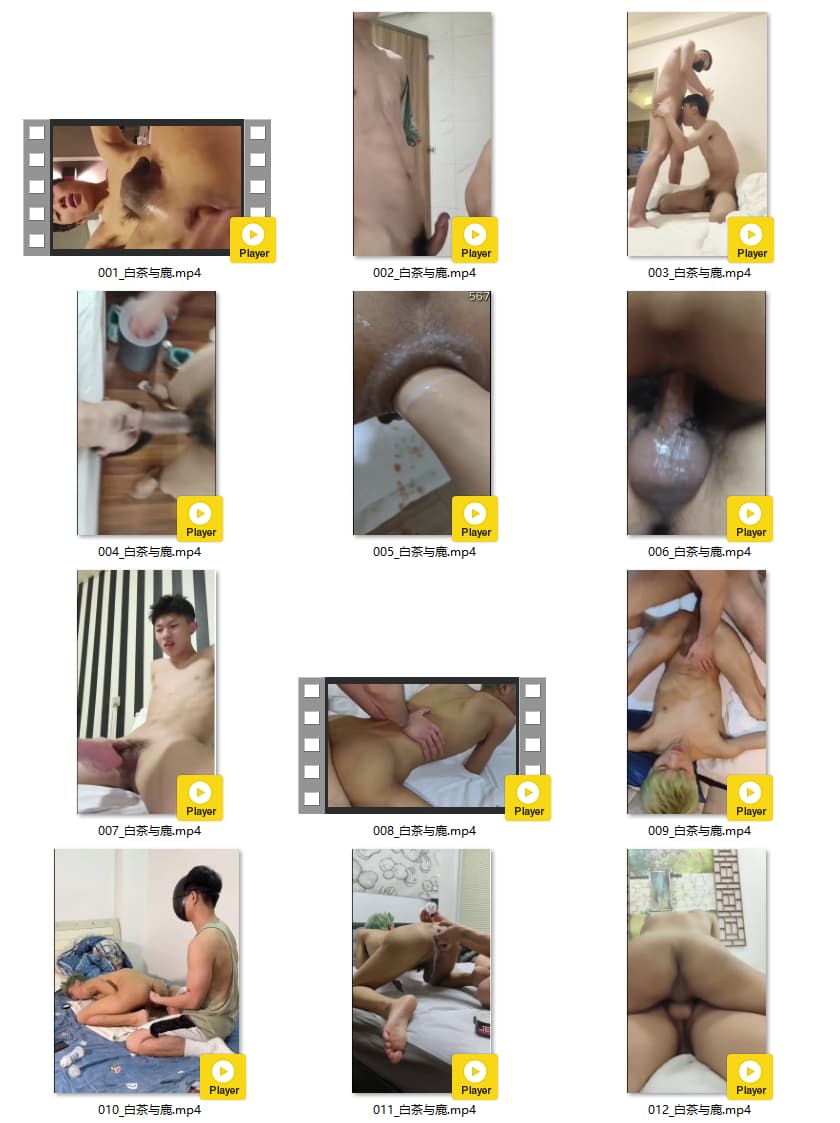 Player
001_白茶与鹿.mp4
Player
002_白茶与鹿.mp4
Player
003_白茶与鹿.mp4
Player
004_白茶与鹿.mp4
567
Player
005_白茶与鹿.mp4
Player
006_白茶与鹿.mp4
Player
007_白茶与鹿.mp4
Player
008_白茶与鹿.mp4
Player
009_白茶与鹿.mp4
Player
010_白茶与鹿.mp4
Player
011_白茶与鹿.mp4
Player
012_白茶与鹿.mp4